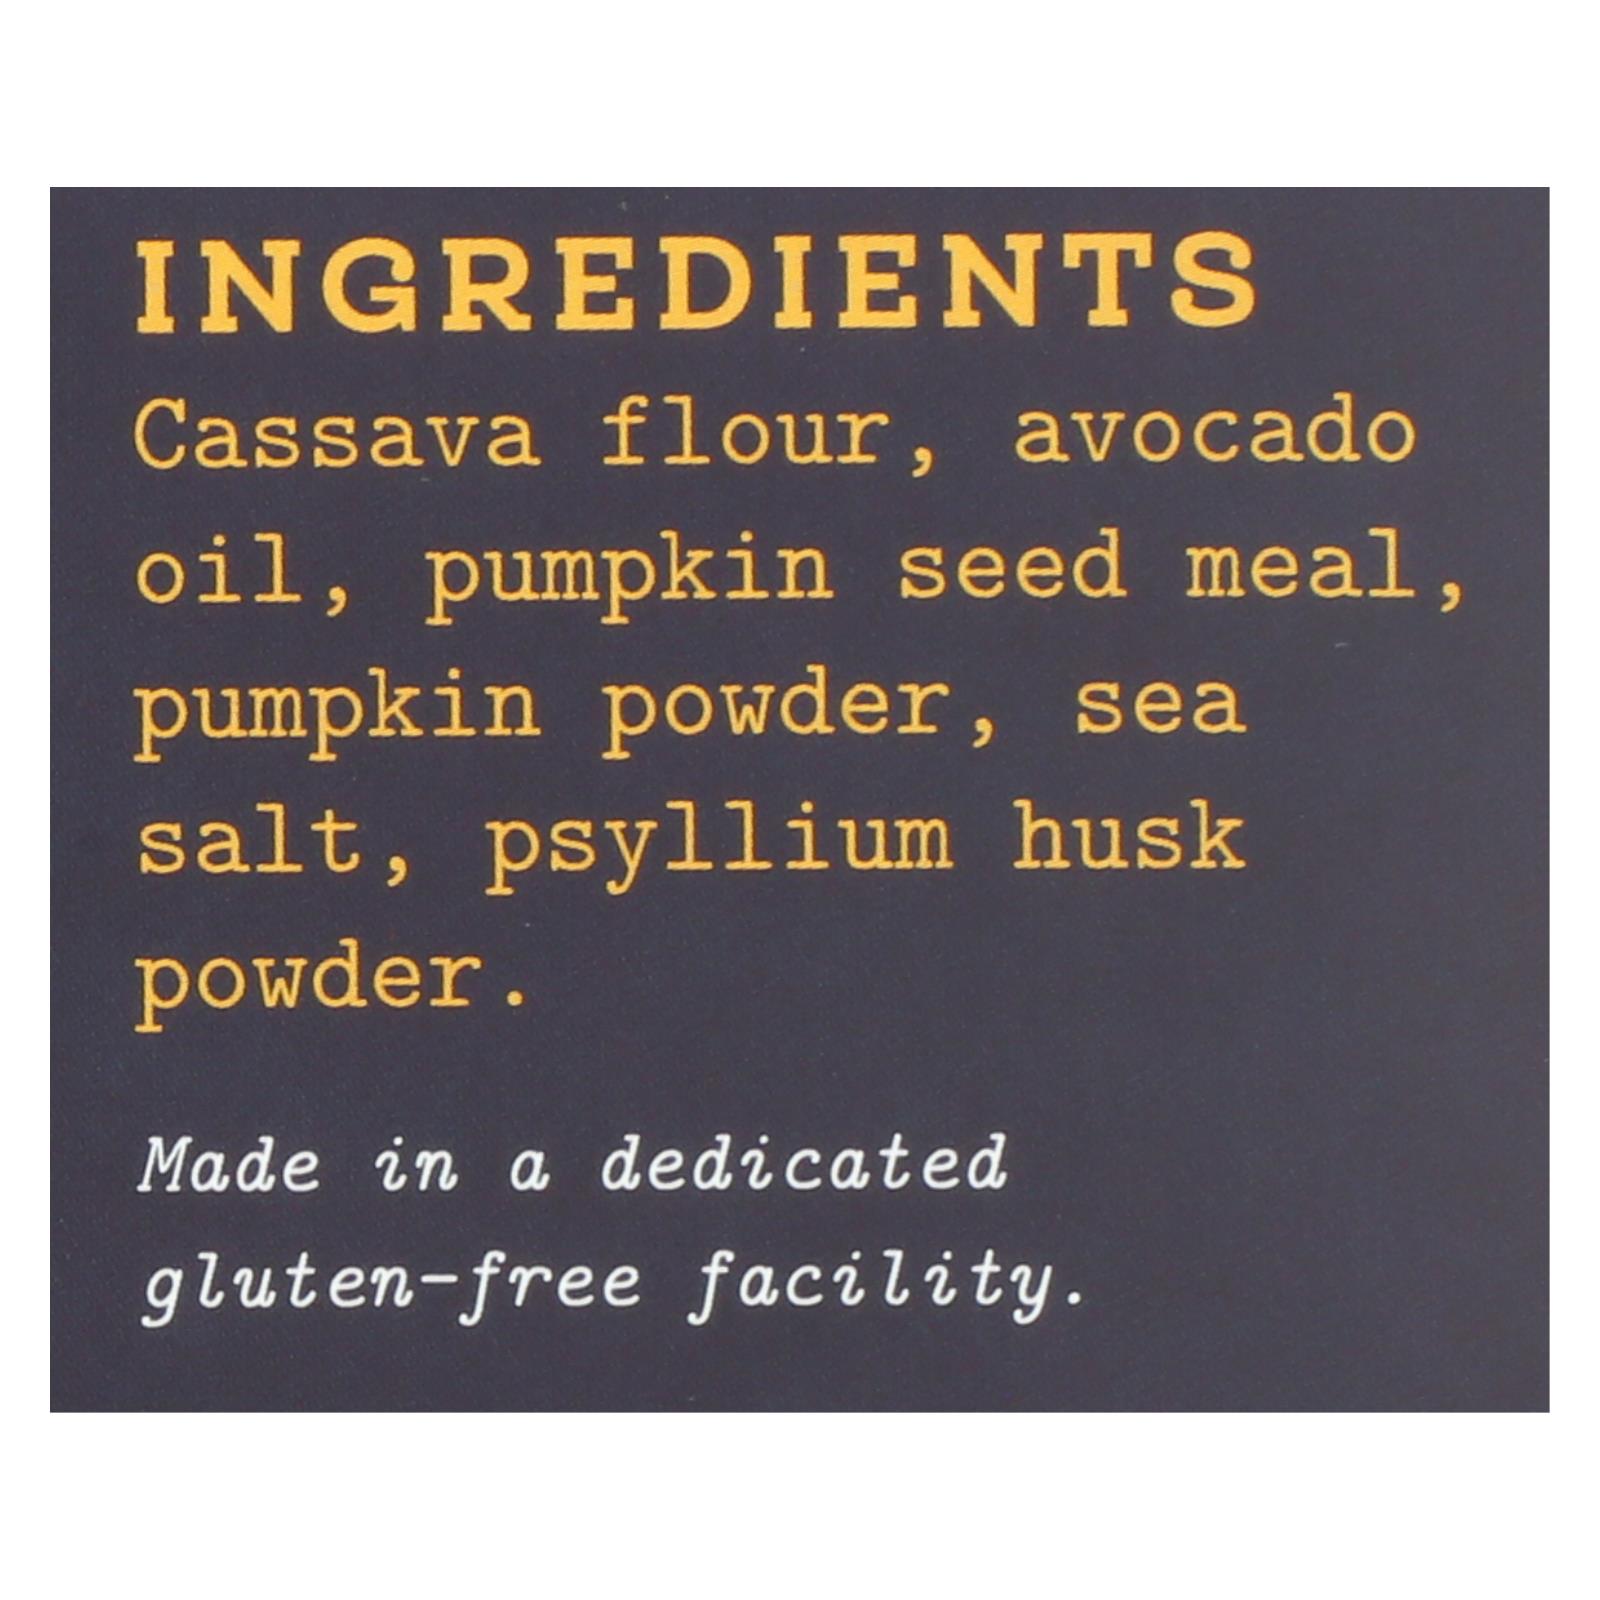 INGREDIENTS
Cassava flour, avocado
oil, pumpkin seed meal,
pumpkin powder, sea
salt, psyllium husk
powder.
Made in a dedicated
gluten-free facility.